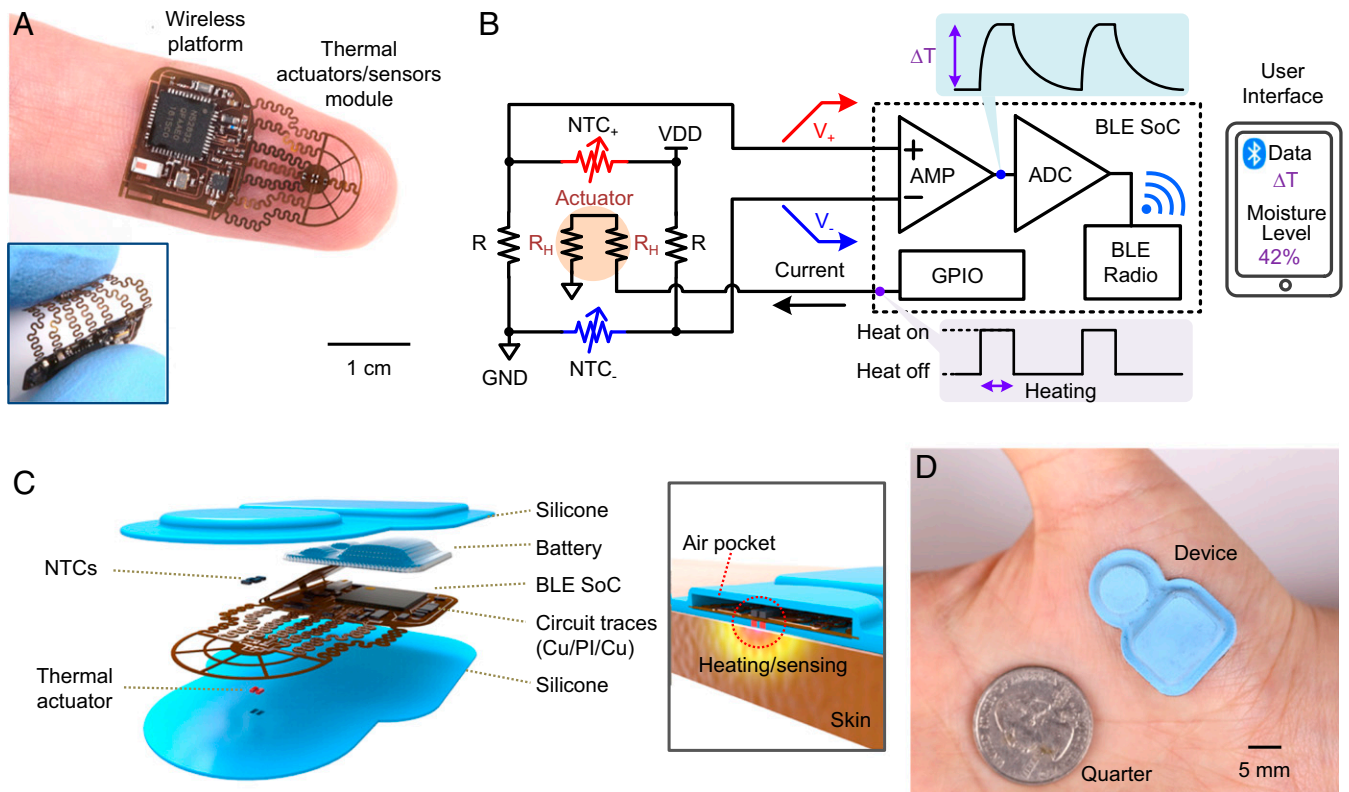 A
Wireless
platform
Thermal
actuators/sensors
module
1 cm
B
ΔT
NTC+
VDD
V+
Actuator
R
RH
RH
R
V-
Current
NTC-
GND
AMP
ADC
BLE SoC
GPIO
BLE
Radio
Heat on
Heat off
Heating
User
Interface
Data
ΔT
Moisture
Level
42%
C
Silicone
Battery
NTCs
BLE SoC
Circuit traces
(Cu/PI/Cu)
Thermal
actuator
Silicone
Air pocket
Heating/sensing
Skin
D
Device
Quarter
5 mm